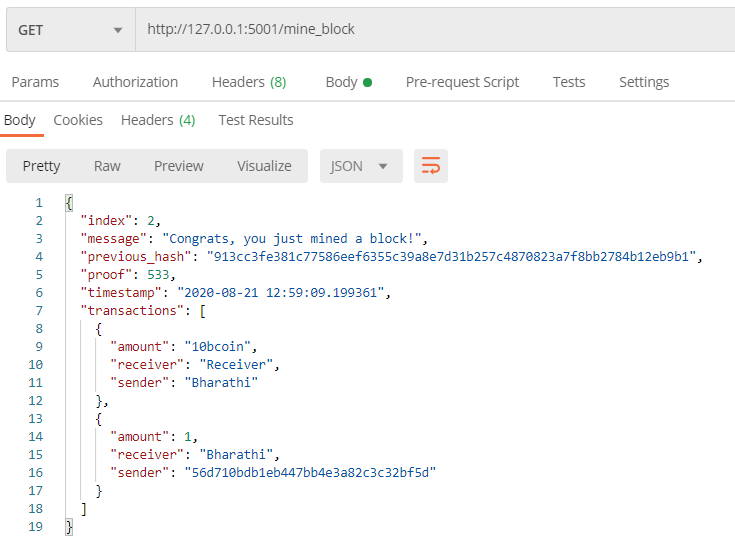 GET http://127.0.0.1:5001/mine_block
Params Authorization Headers (8) Body Pre-request Script Tests Settings
Body Cookies Headers (4) Test Results
Pretty Raw Preview Visualize JSON
1 {
2 "index": 2,
3 "message": "Congrats, you just mined a block!",
4 "previous_hash": "913cc3fe381c77586eef6355c39a8e7d31b257c4870823a7f8bb2784b12eb9b1",
5 "proof": 533,
6 "timestamp": "2020-08-21 12:59:09.199361",
7 "transactions": [
8 {
9 "amount": "10bcoin",
10 "receiver": "Receiver",
11 "sender": "Bharathi"
12 },
13 {
14 "amount": 1,
15 "receiver": "Bharathi",
16 "sender": "56d710bdb1eb447bb4e3a82c3c32bf5d"
17 }
18 ]
19 }